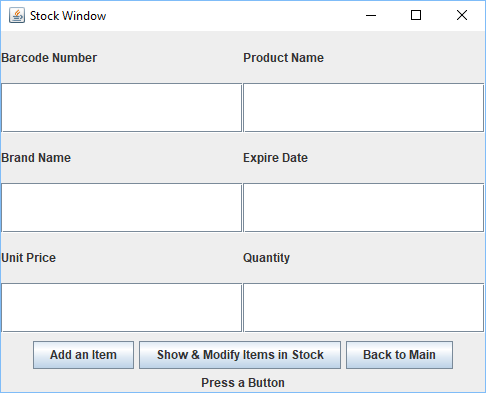 Stock Window
Barcode Number Product Name
Brand Name Expire Date
Unit Price Quantity
Add an Item Show & Modify Items in Stock Back to Main
Press a Button